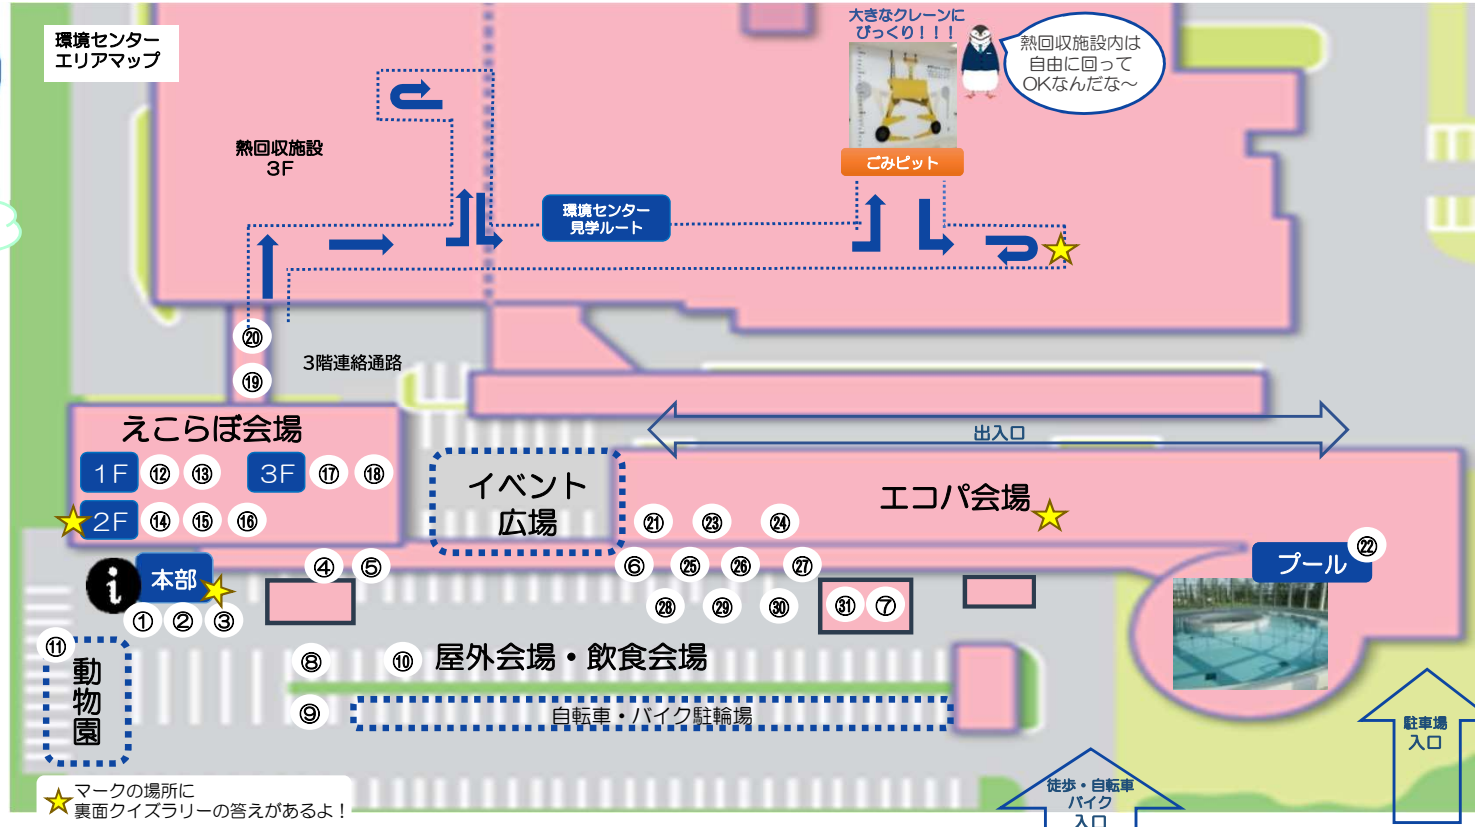 環境センター
エリアマップ
大きなクレーンに
びっくり！！！
熱回収施設内は
自由に回って
OKなんだな～
ごみピット
熱回収施設
3F
環境センター
見学ルート
⑳
3階連絡通路
⑲
えこらぼ会場
1F ⑫ ⑬ 3F ⑰ ⑱
2F ⑭ ⑮ ⑯
イベント
広場
出入口
エコパ会場
㉑ ㉓ ㉔
プール ㉒
i 本部
① ② ③
④ ⑤
⑥ ㉕ ㉖ ㉗
㉘ ㉙ ㉚ ㉛ ⑦
⑪
動物園
⑧ ⑩ 屋外会場・飲食会場
⑨ 自転車・バイク駐輪場
駐車場
入口
徒歩・自転車
バイク
入口
マークの場所に
裏面クイズラリーの答えがあるよ！